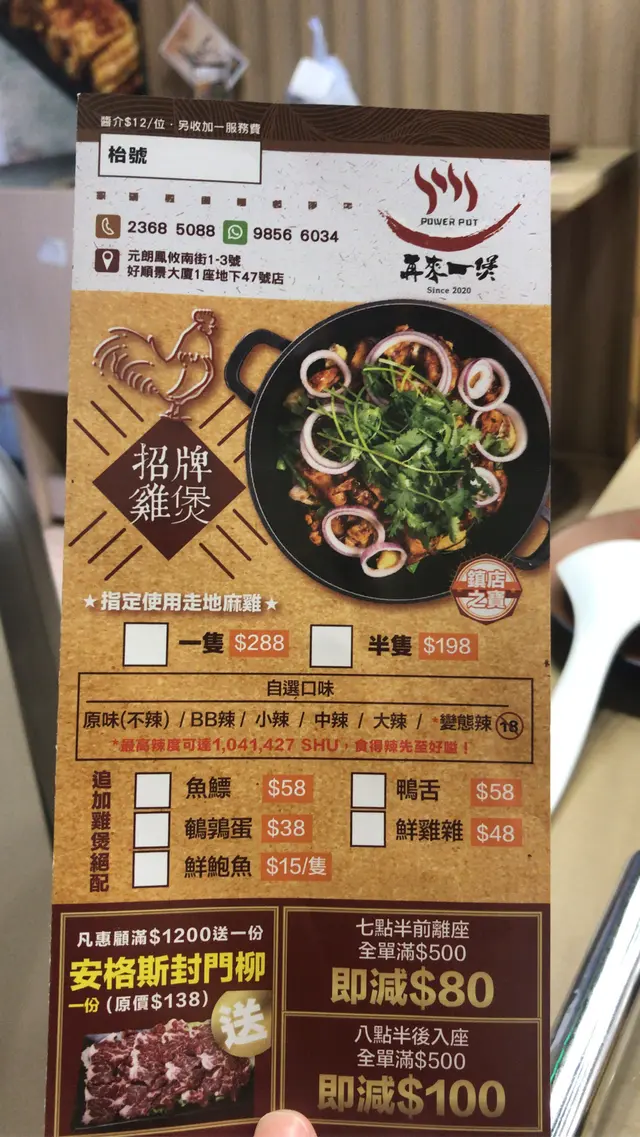 醬介$12/位．另收加一服務費
枱號
POWER POT
再來一煲
Since 2020
2368 5088
9856 6034
元朗鳳攸南街1-3號
好順景大廈1座地下47號店
招牌
雞煲
鎮店
之寶
★指定使用走地麻雞★
一隻 $288
半隻 $198
自選口味
原味(不辣) / BB辣 / 小辣 / 中辣 / 大辣 / *變態辣 18
*最高辣度可達1,041,427 SHU，食得辣先至好嗌！
追加雞煲絕配
魚鰾 $58
鴨舌 $58
鵪鶉蛋 $38
鮮雞雜 $48
鮮鮑魚 $15/隻
凡惠顧滿$1200送一份
安格斯封門柳
一份 (原價$138)
送
七點半前離座
全單滿$500
即減$80
八點半後入座
全單滿$500
即減$100